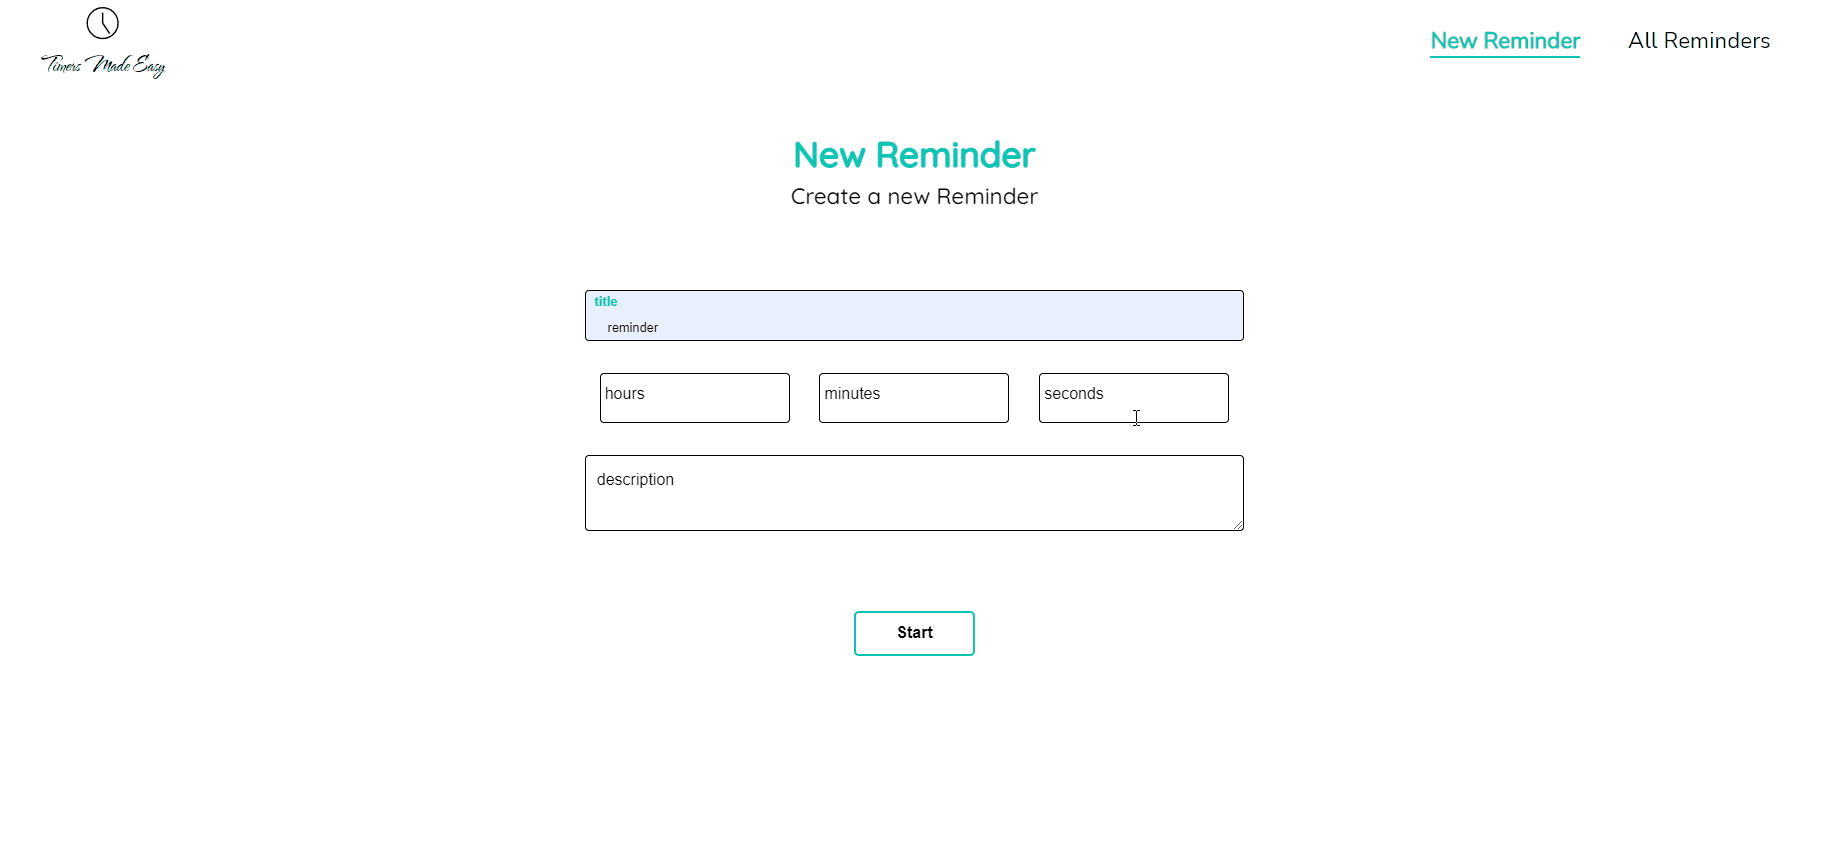 Timers Made Easy
New Reminder
All Reminders
New Reminder
Create a new Reminder
title
reminder
hours
minutes
seconds
description
Start